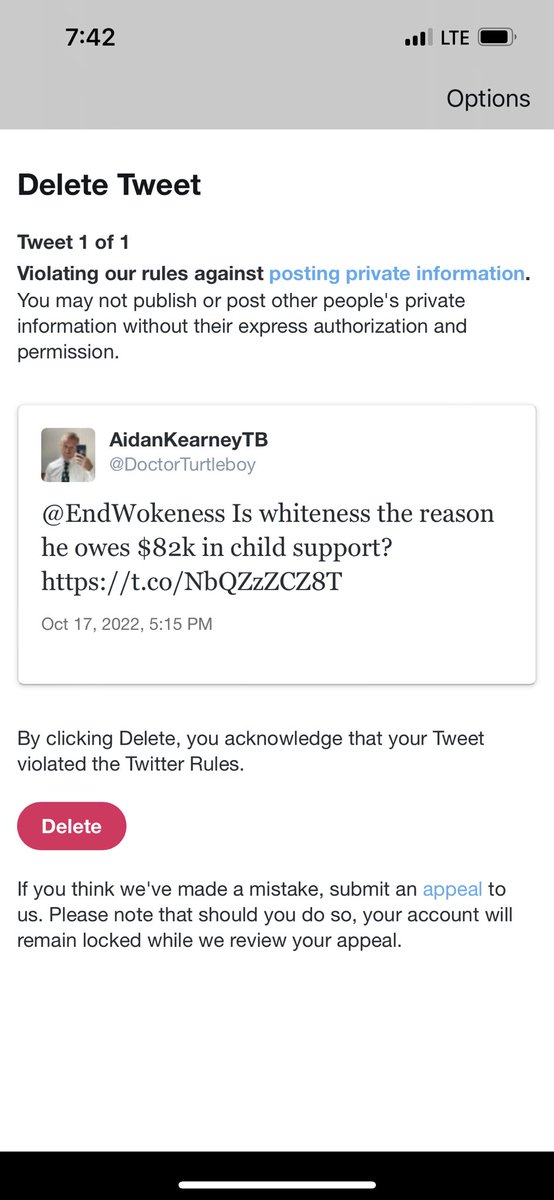 7:42
LTE
Options
Delete Tweet
Tweet 1 of 1
Violating our rules against posting private information.
You may not publish or post other people's private
information without their express authorization and
permission.
AidanKearneyTB
@DoctorTurtleboy
@EndWokeness Is whiteness the reason
he owes $82k in child support?
https://t.co/NbQZzZCZ8T
Oct 17, 2022, 5:15 PM
By clicking Delete, you acknowledge that your Tweet
violated the Twitter Rules.
Delete
If you think we've made a mistake, submit an appeal to
us. Please note that should you do so, your account will
remain locked while we review your appeal.